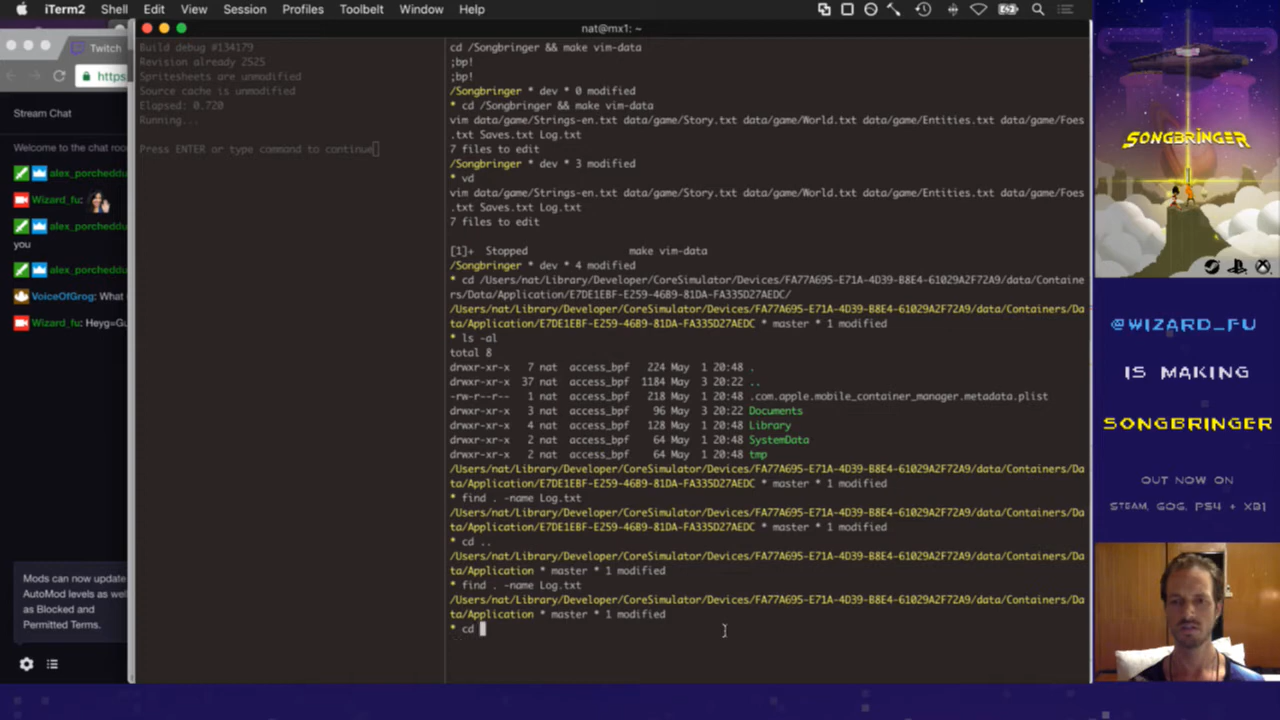 iTerm2 Shell Edit View Session Profiles Toolbelt Window Help
nat@mx1: ~
Twitch
https
Stream Chat
Welcome to the chat roo
alex_porcheddu
Wizard_fu:
alex_porcheddu
you
alex_porcheddu
VoiceOfGrog: What
Wizard_fu: Heyg=Gu
Mods can now update
AutoMod levels as well
as Blocked and
Permitted Terms.
Build debug #134179
Revision already 2525
Spritesheets are unmodified
Source cache is unmodified
Elapsed: 0.720
Running...
Press ENTER or type command to continue
cd /Songbringer && make vim-data
;bp!
;bp!
/Songbringer * dev * 0 modified
* cd /Songbringer && make vim-data
vim data/game/Strings-en.txt data/game/Story.txt data/game/World.txt data/game/Entities.txt data/game/Foes
.txt Saves.txt Log.txt
7 files to edit
/Songbringer * dev * 3 modified
* vd
vim data/game/Strings-en.txt data/game/Story.txt data/game/World.txt data/game/Entities.txt data/game/Foes
.txt Saves.txt Log.txt
7 files to edit
[1]+ Stopped make vim-data
/Songbringer * dev * 4 modified
* cd /Users/nat/Library/Developer/CoreSimulator/Devices/FA77A695-E71A-4D39-B8E4-61029A2F72A9/data/Containe
rs/Data/Application/E7DE1EBF-E259-46B9-81DA-FA335D27AEDC/
/Users/nat/Library/Developer/CoreSimulator/Devices/FA77A695-E71A-4D39-B8E4-61029A2F72A9/data/Containers/Da
ta/Application/E7DE1EBF-E259-46B9-81DA-FA335D27AEDC * master * 1 modified
* ls -al
total 8
drwxr-xr-x 7 nat access_bpf 224 May 1 20:48 .
drwxr-xr-x 37 nat access_bpf 1184 May 3 20:22 ..
-rw-r--r-- 1 nat access_bpf 218 May 1 20:48 .com.apple.mobile_container_manager.metadata.plist
drwxr-xr-x 3 nat access_bpf 96 May 3 20:22 Documents
drwxr-xr-x 4 nat access_bpf 128 May 1 20:48 Library
drwxr-xr-x 2 nat access_bpf 64 May 1 20:48 SystemData
drwxr-xr-x 2 nat access_bpf 64 May 1 20:48 tmp
/Users/nat/Library/Developer/CoreSimulator/Devices/FA77A695-E71A-4D39-B8E4-61029A2F72A9/data/Containers/Da
ta/Application/E7DE1EBF-E259-46B9-81DA-FA335D27AEDC * master * 1 modified
* find . -name Log.txt
/Users/nat/Library/Developer/CoreSimulator/Devices/FA77A695-E71A-4D39-B8E4-61029A2F72A9/data/Containers/Da
ta/Application/E7DE1EBF-E259-46B9-81DA-FA335D27AEDC * master * 1 modified
* cd ..
/Users/nat/Library/Developer/CoreSimulator/Devices/FA77A695-E71A-4D39-B8E4-61029A2F72A9/data/Containers/Da
ta/Application * master * 1 modified
* find . -name Log.txt
/Users/nat/Library/Developer/CoreSimulator/Devices/FA77A695-E71A-4D39-B8E4-61029A2F72A9/data/Containers/Da
ta/Application * master * 1 modified
* cd
SONGBRINGER
@WIZARD_FU
IS MAKING
SONGBRINGER
OUT NOW ON
STEAM, GOG, PS4 + XB1